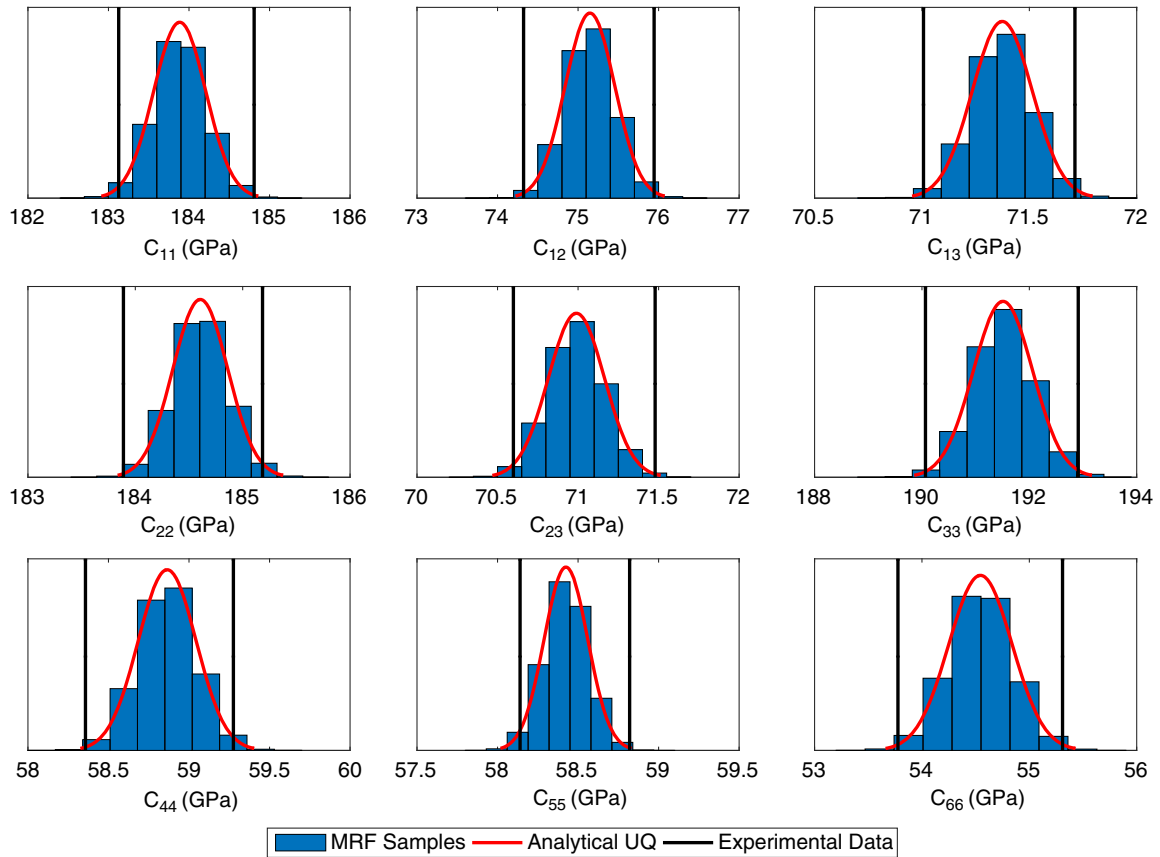 182 183 184 185 186
C11 (GPa)
73 74 75 76 77
C12 (GPa)
70.5 71 71.5 72
C13 (GPa)
183 184 185 186
C22 (GPa)
70 70.5 71 71.5 72
C23 (GPa)
188 190 192 194
C33 (GPa)
58 58.5 59 59.5 60
C44 (GPa)
57.5 58 58.5 59 59.5
C55 (GPa)
53 54 55 56
C66 (GPa)
MRF Samples Analytical UQ Experimental Data